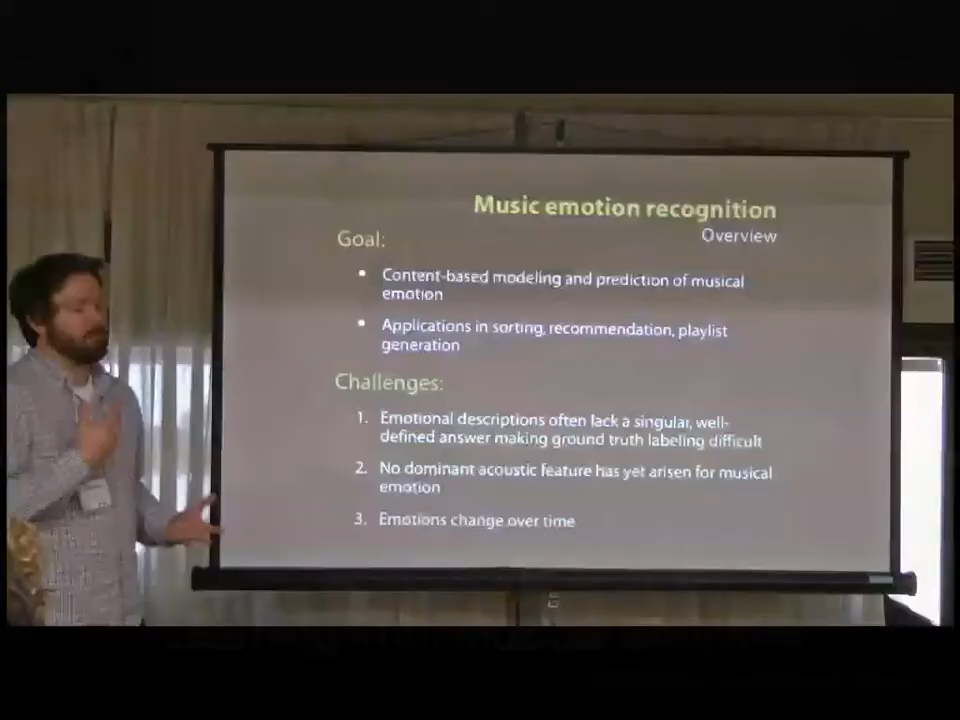 Music emotion recognition
Overview
Goal:
• Content-based modeling and prediction of musical
emotion
• Applications in sorting, recommendation, playlist
generation
Challenges:
1. Emotional descriptions often lack a singular, well-
defined answer making ground truth labeling difficult
2. No dominant acoustic feature has yet arisen for musical
emotion
3. Emotions change over time